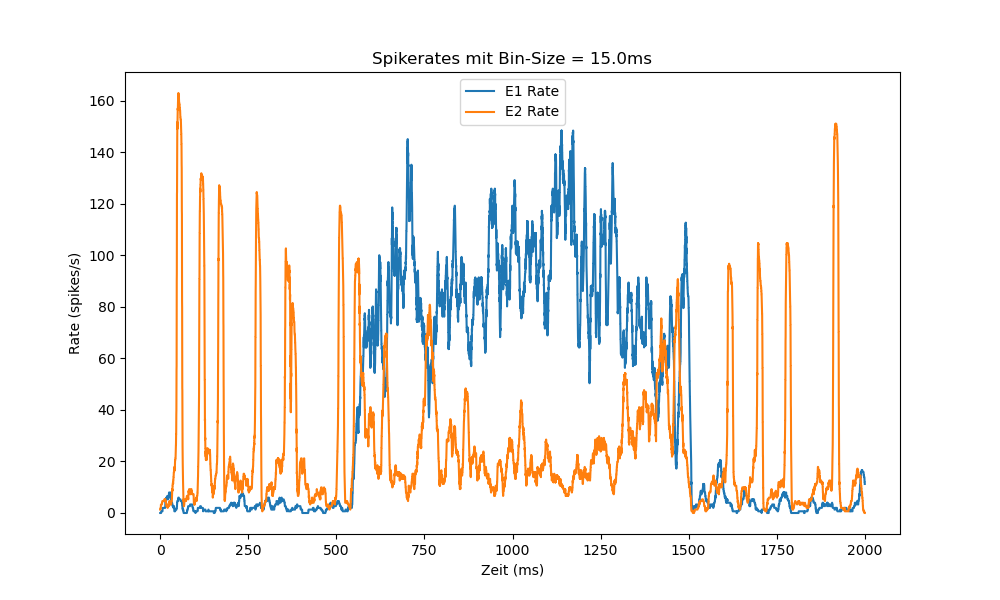 Spikerates mit Bin-Size = 15.0ms
E1 Rate
E2 Rate
Rate (spikes/s)
160
140
120
100
80
60
40
20
0
0 250 500 750 1000 1250 1500 1750 2000
Zeit (ms)